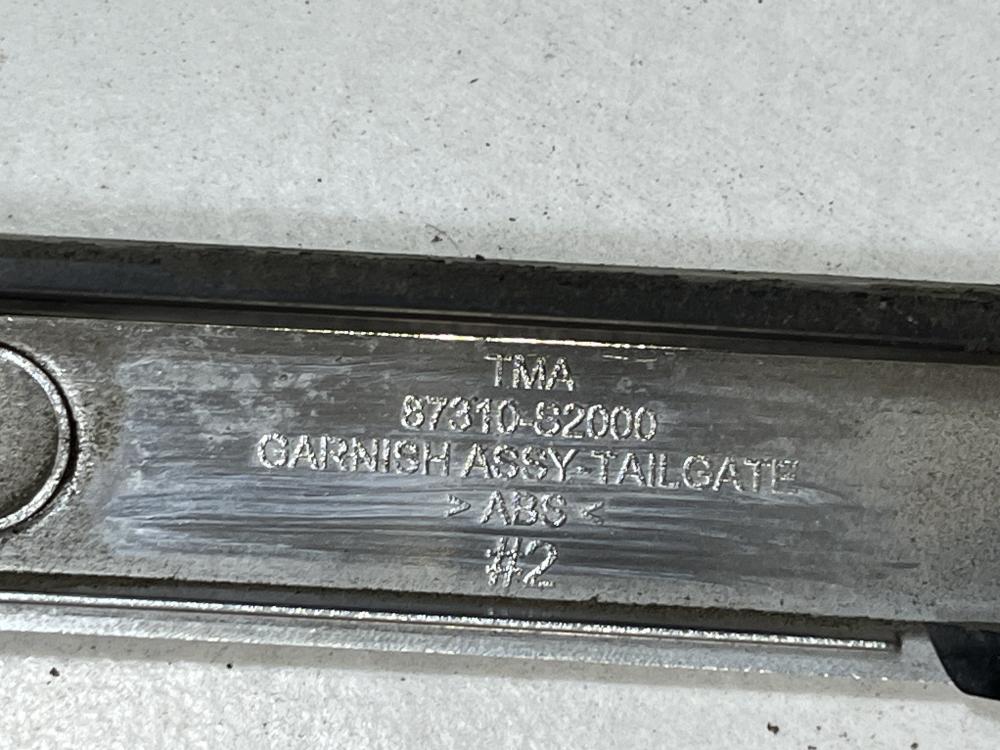 TMA
87310-S2000
GARNISH ASSY-TAILGATE
> ABS <
#2